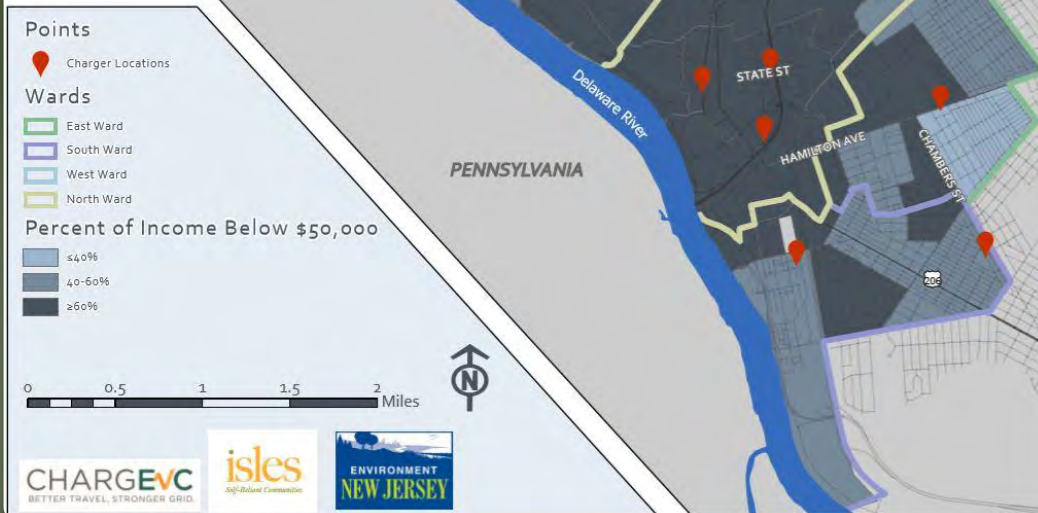 Points
Charger Locations
Wards
East Ward
South Ward
West Ward
North Ward
Percent of Income Below $50,000
≤40%
40-60%
≥60%
0 0.5 1 1.5 2
Miles
N
CHARGEVC
BETTER TRAVEL, STRONGER GRID.
isles
Self-Reliant Communities
ENVIRONMENT
NEW JERSEY
PENNSYLVANIA
Delaware River
STATE ST
HAMILTON AVE
CHAMBERS ST
206